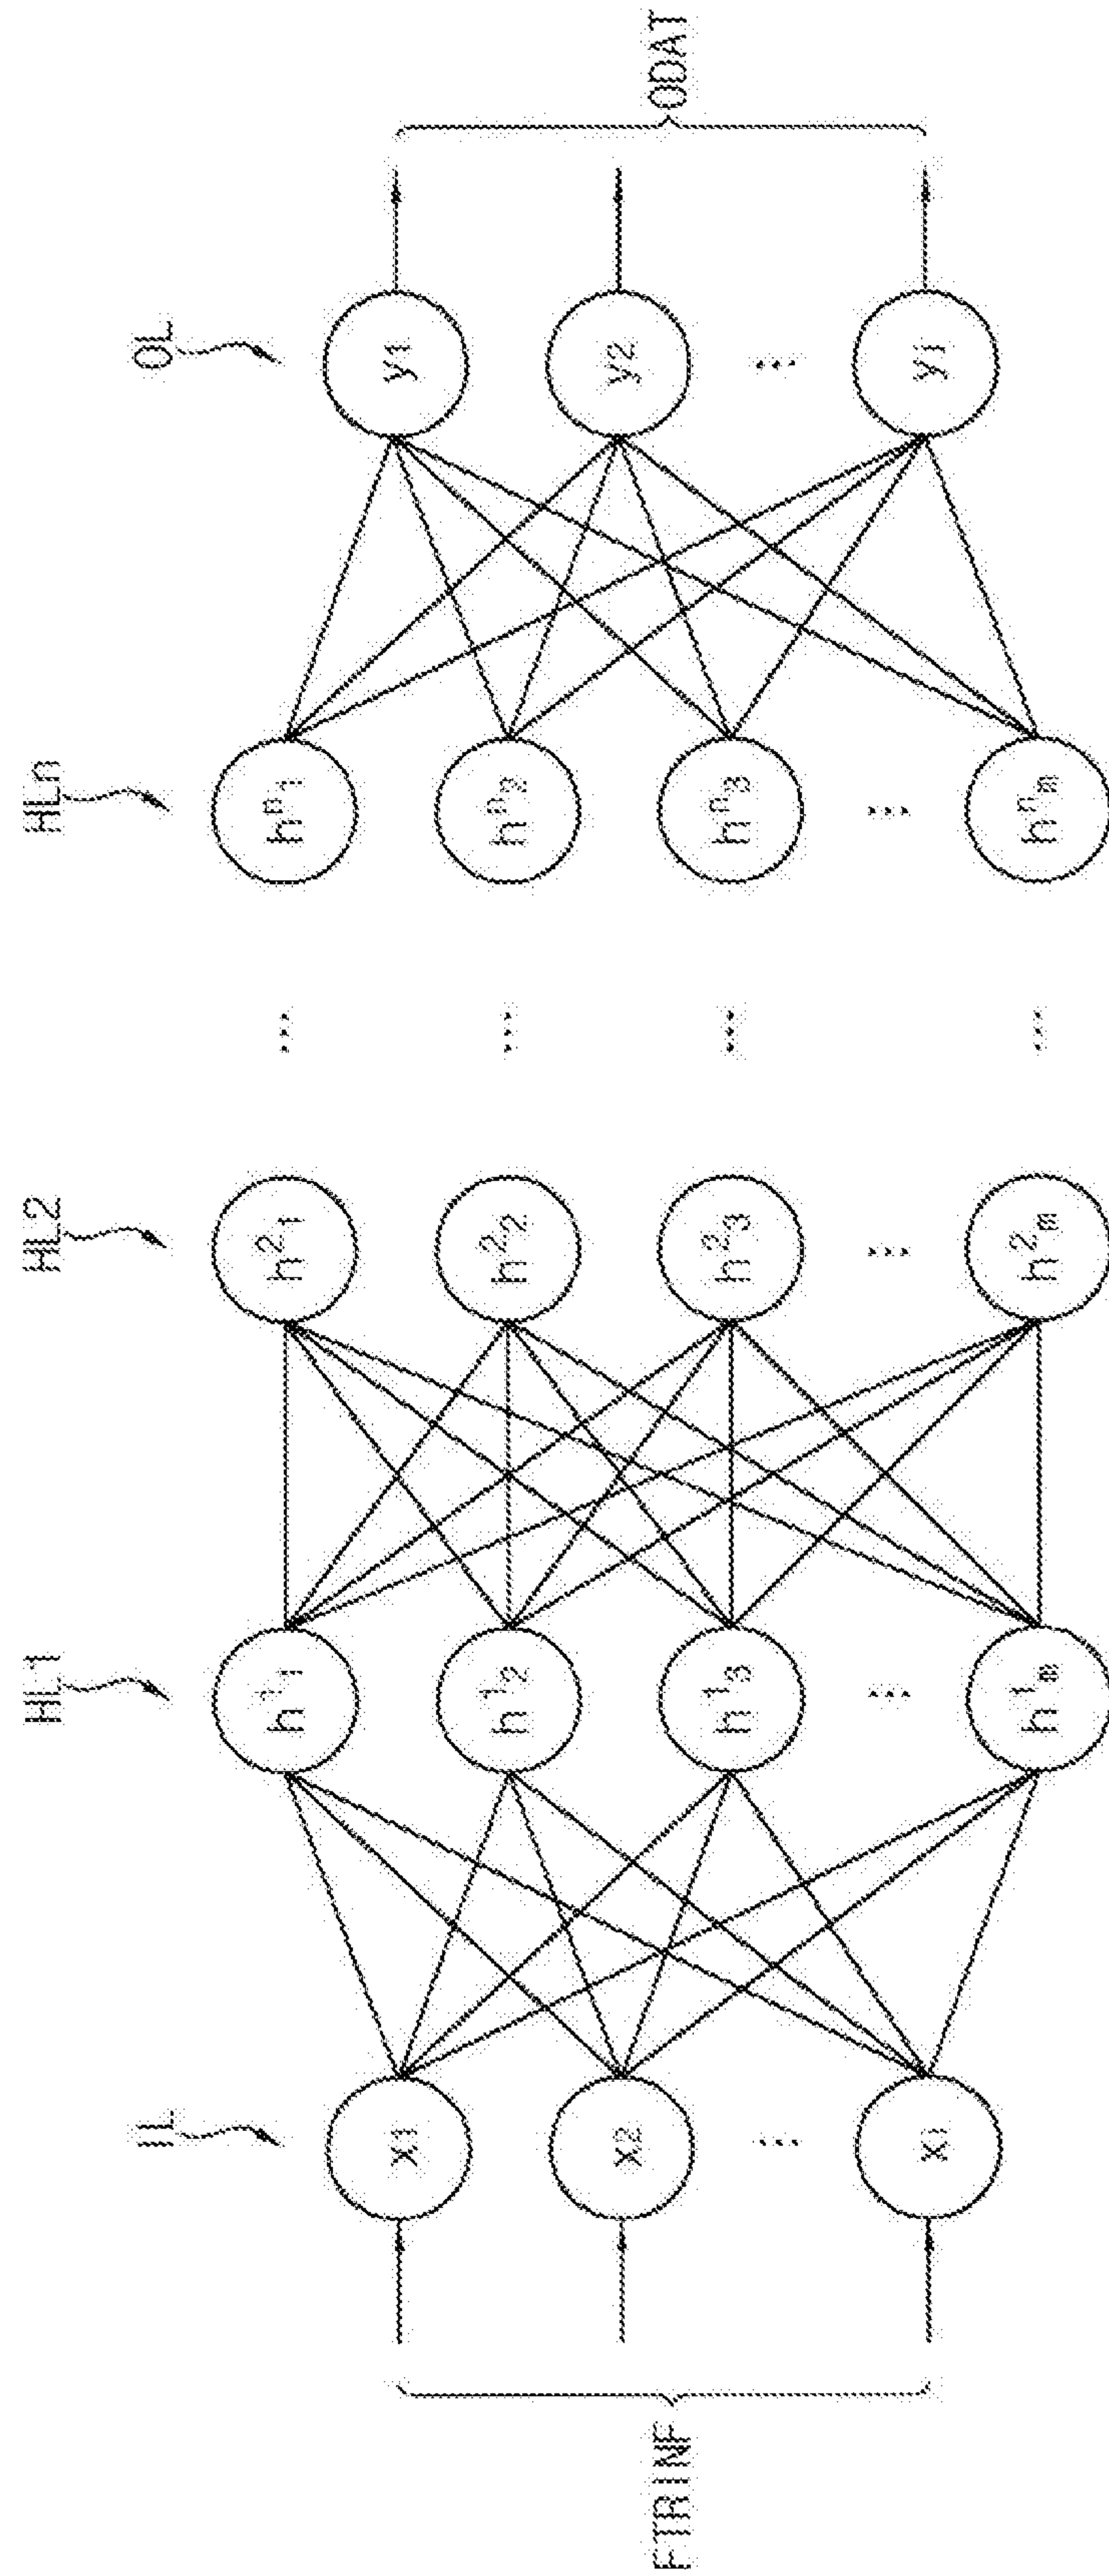 IL
HL1
HL2
HLn
OL
FTRINF
x1
x2
⋮
xi
h¹1
h¹2
h¹3
⋮
h¹m
h²1
h²2
h²3
⋮
h²m
⋯
⋯
⋯
⋯
hⁿ1
hⁿ2
hⁿ3
⋮
hⁿm
y1
y2
⋮
yj
ODAT